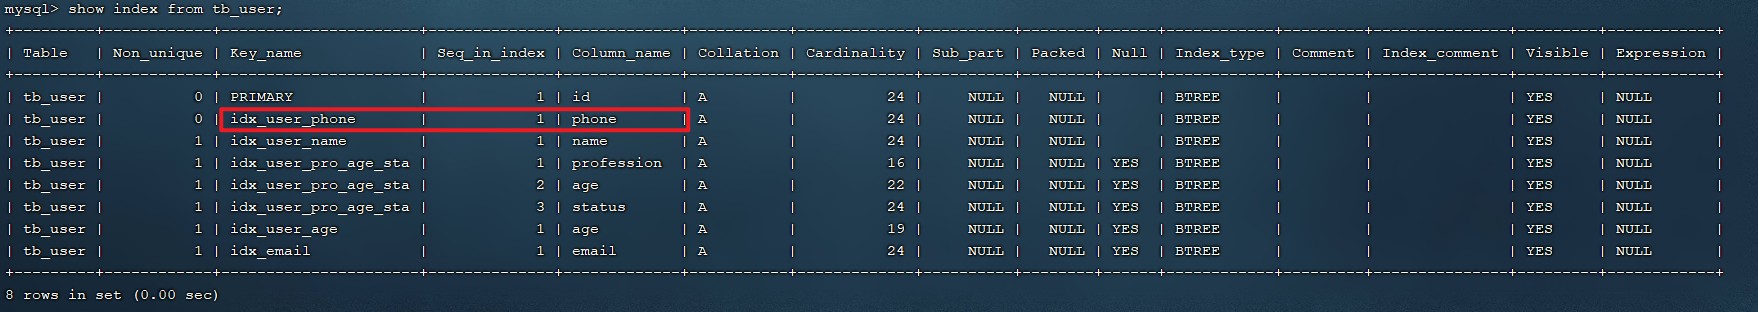 mysql> show index from tb_user;
+---------+------------+----------------------+--------------+-------------+-----------+-------------+----------+--------+------+------------+---------+---------------+---------+------------+
| Table   | Non_unique | Key_name             | Seq_in_index | Column_name | Collation | Cardinality | Sub_part | Packed | Null | Index_type | Comment | Index_comment | Visible | Expression |
+---------+------------+----------------------+--------------+-------------+-----------+-------------+----------+--------+------+------------+---------+---------------+---------+------------+
| tb_user |          0 | PRIMARY              |            1 | id          | A         |          24 |     NULL |   NULL |      | BTREE      |         |               | YES     | NULL       |
| tb_user |          0 | idx_user_phone       |            1 | phone       | A         |          24 |     NULL |   NULL |      | BTREE      |         |               | YES     | NULL       |
| tb_user |          1 | idx_user_name        |            1 | name        | A         |          24 |     NULL |   NULL |      | BTREE      |         |               | YES     | NULL       |
| tb_user |          1 | idx_user_pro_age_sta |            1 | profession  | A         |          16 |     NULL |   NULL | YES  | BTREE      |         |               | YES     | NULL       |
| tb_user |          1 | idx_user_pro_age_sta |            2 | age         | A         |          22 |     NULL |   NULL | YES  | BTREE      |         |               | YES     | NULL       |
| tb_user |          1 | idx_user_pro_age_sta |            3 | status      | A         |          24 |     NULL |   NULL | YES  | BTREE      |         |               | YES     | NULL       |
| tb_user |          1 | idx_user_age         |            1 | age         | A         |          19 |     NULL |   NULL | YES  | BTREE      |         |               | YES     | NULL       |
| tb_user |          1 | idx_email            |            1 | email       | A         |          24 |     NULL |   NULL | YES  | BTREE      |         |               | YES     | NULL       |
+---------+------------+----------------------+--------------+-------------+-----------+-------------+----------+--------+------+------------+---------+---------------+---------+------------+
8 rows in set (0.00 sec)